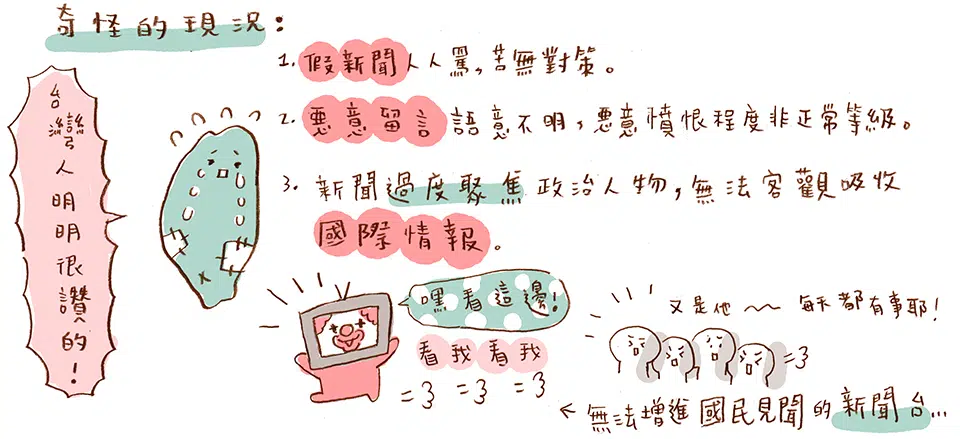 奇怪的現況：
台灣人明明很讚的！
1. 假新聞人人罵，苦無對策。
2. 惡意留言語意不明，惡意憤恨程度非正常等級。
3. 新聞過度聚焦政治人物，無法客觀吸收
國際情報。
嘿看這邊！
看我看我
=3 =3 =3
又是他～～ 每天都有事耶！
=3
← 無法增進國民見聞的新聞台...